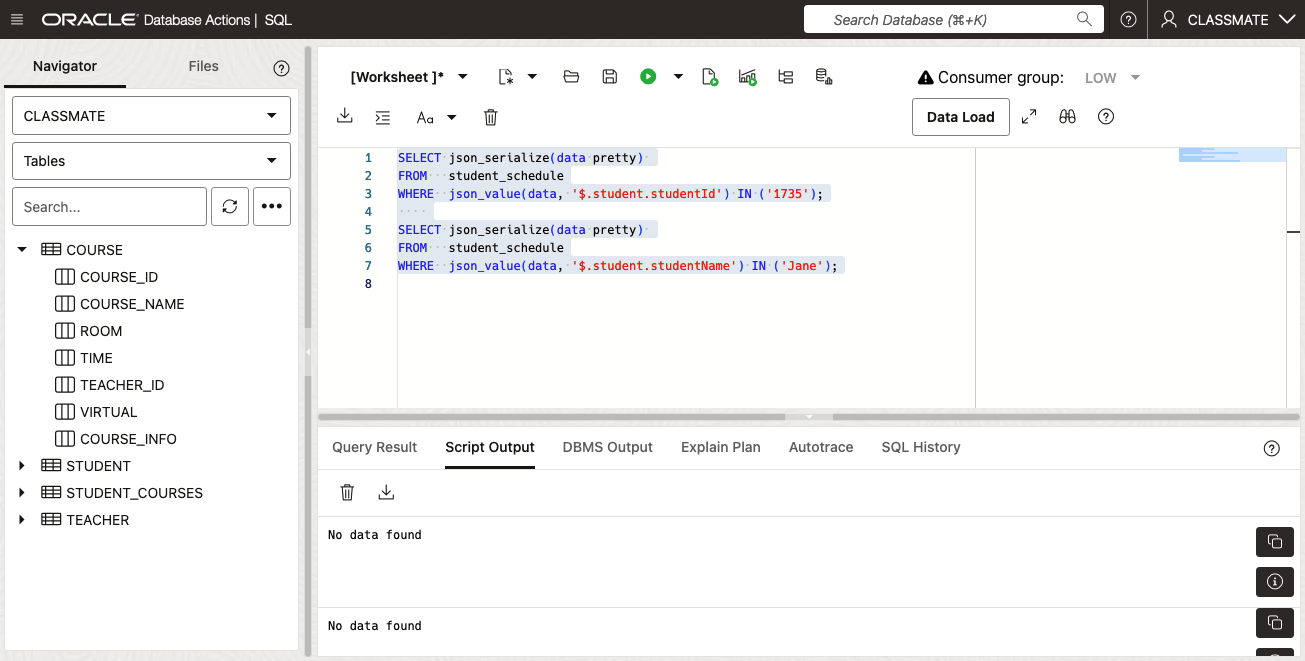 ORACLE Database Actions | SQL
Search Database (⌘+K)
CLASSMATE
Navigator
Files
CLASSMATE
Tables
Search...
COURSE
COURSE_ID
COURSE_NAME
ROOM
TIME
TEACHER_ID
VIRTUAL
COURSE_INFO
STUDENT
STUDENT_COURSES
TEACHER
[Worksheet ]*
Consumer group: LOW
Aa
Data Load
1 SELECT json_serialize(data pretty)
2 FROM   student_schedule
3 WHERE  json_value(data, '$.student.studentId') IN ('1735');
4
5 SELECT json_serialize(data pretty)
6 FROM   student_schedule
7 WHERE  json_value(data, '$.student.studentName') IN ('Jane');
8
Query Result Script Output DBMS Output Explain Plan Autotrace SQL History
No data found
No data found